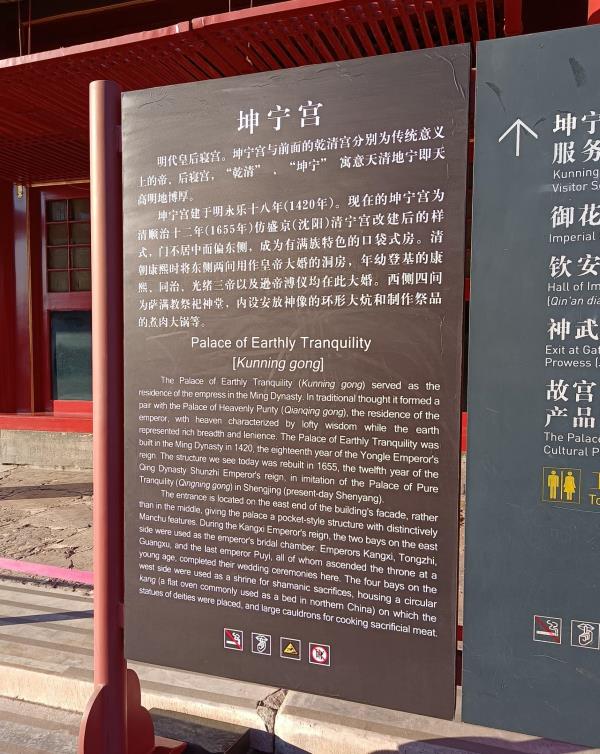 坤宁宫
明代皇后寝宫。坤宁宫与前面的乾清宫分别为传统意义
上的帝、后寝宫，“乾清”、“坤宁”寓意天清地宁即天
高明地博厚。
坤宁宫建于明永乐十八年(1420年)。现在的坤宁宫为
清顺治十二年(1655年)仿盛京(沈阳)清宁宫改建后的样
式，门不居中而偏东侧，成为有满族特色的口袋式房。清
朝康熙时将东侧两间用作皇帝大婚的洞房，年幼登基的康
熙、同治、光绪三帝以及逊帝溥仪均在此大婚。西侧四间
为萨满教祭祀神堂，内设安放神像的环形大炕和制作祭品
的煮肉大锅等。
Palace of Earthly Tranquility
[Kunning gong]
The Palace of Earthly Tranquility (Kunning gong) served as the
residence of the empress in the Ming Dynasty. In traditional thought it formed a
pair with the Palace of Heavenly Purity (Qianqing gong), the residence of the
emperor, with heaven characterized by lofty wisdom while the earth
represented rich breadth and lenience. The Palace of Earthly Tranquility was
built in the Ming Dynasty in 1420, the eighteenth year of the Yongle Emperor's
reign. The structure we see today was rebuilt in 1655, the twelfth year of the
Qing Dynasty Shunzhi Emperor's reign, in imitation of the Palace of Pure
Tranquility (Qingning gong) in Shengjing (present-day Shenyang).
The entrance is located on the east end of the building's facade, rather
than in the middle, giving the palace a pocket-style structure with distinctively
Manchu features. During the Kangxi Emperor's reign, the two bays on the east
side were used as the emperor's bridal chamber. Emperors Kangxi, Tongzhi,
Guangxu, and the last emperor Puyi, all of whom ascended the throne at a
young age, completed their wedding ceremonies here. The four bays on the
west side were used as a shrine for shamanic sacrifices, housing a circular
kang (a flat oven commonly used as a bed in northern China) on which the
statues of deities were placed, and large cauldrons for cooking sacrificial meat.
坤宁
服务
Kunning
Visitor S
御花
Imperial
钦安
Hall of Im
(Qin'an dia
神武
Exit at Gat
Prowess (
故宫
产品
The Palace
Cultural P
To